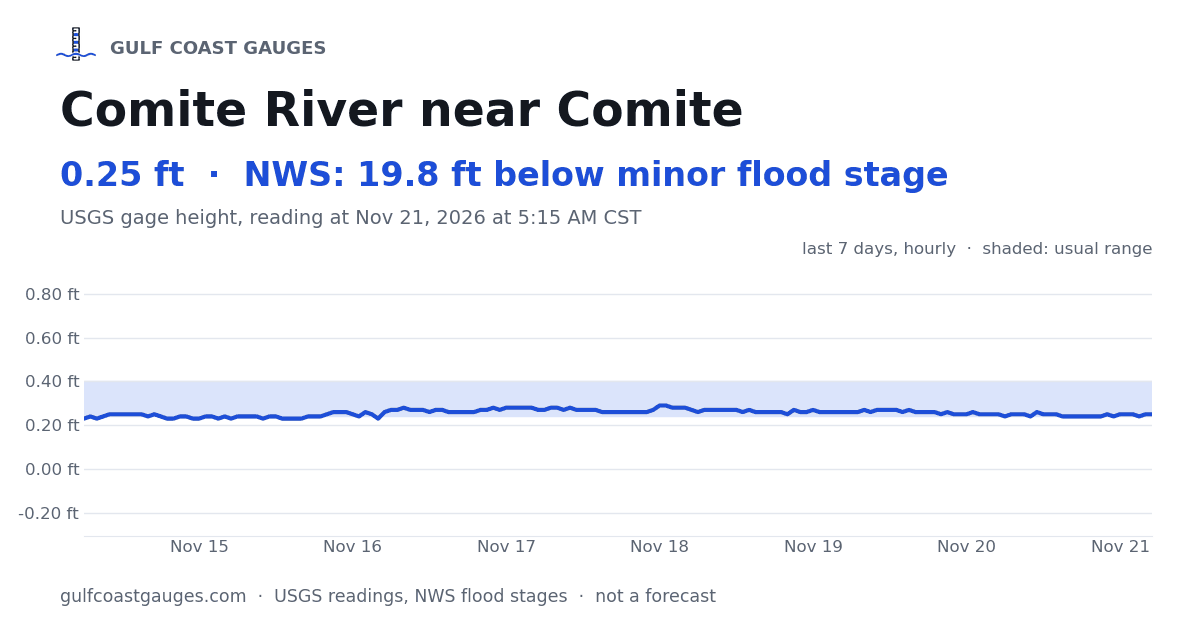 GULF COAST GAUGES
Comite River near Comite
0.25 ft · NWS: 19.8 ft below minor flood stage
USGS gage height, reading at Nov 21, 2026 at 5:15 AM CST
last 7 days, hourly · shaded: usual range
0.80 ft
0.60 ft
0.40 ft
0.20 ft
0.00 ft
-0.20 ft
Nov 15 Nov 16 Nov 17 Nov 18 Nov 19 Nov 20 Nov 21
gulfcoastgauges.com · USGS readings, NWS flood stages · not a forecast